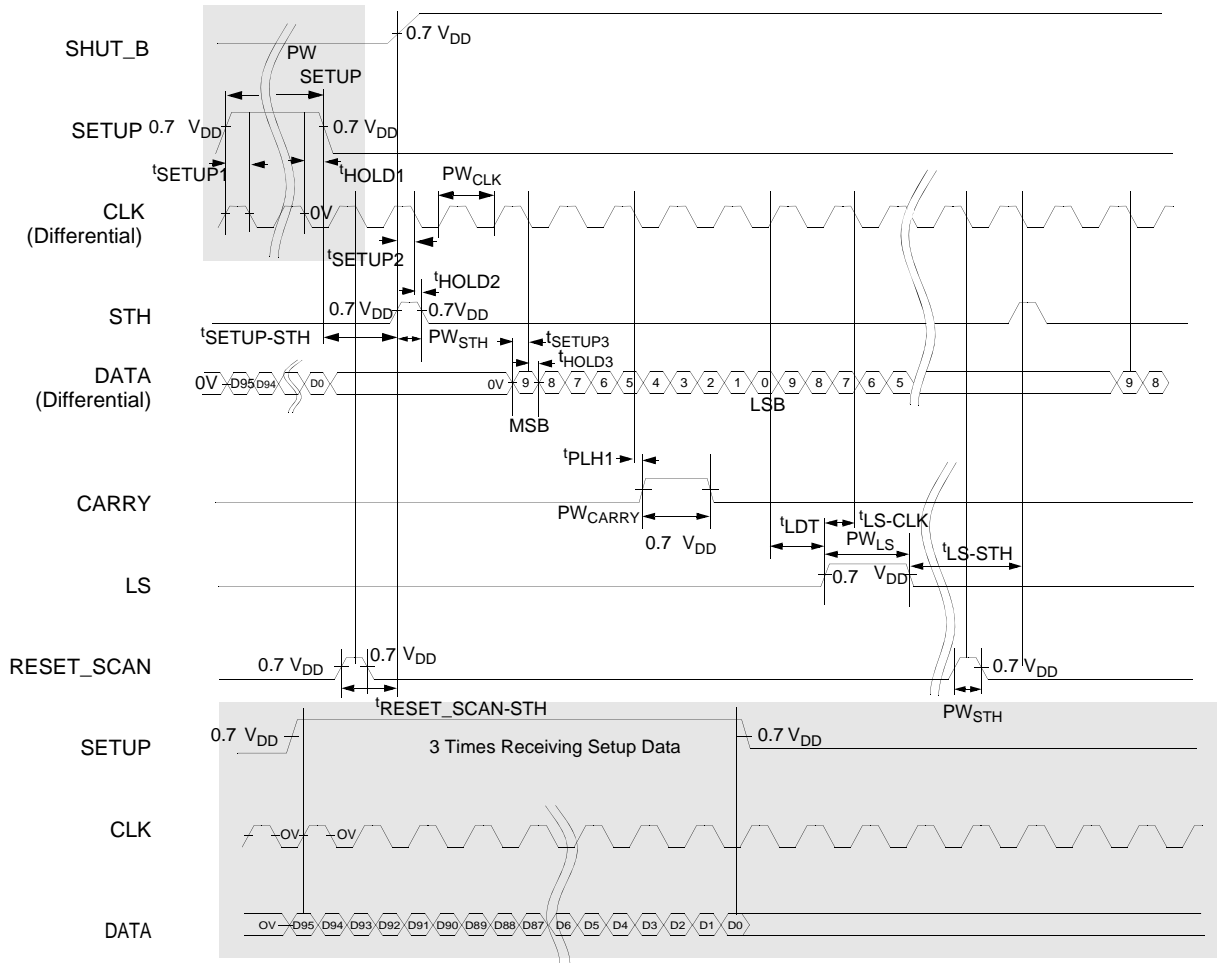 SHUT_B
0.7 VDD
PW
SETUP
SETUP
0.7 VDD
0.7 VDD
tSETUP1
tHOLD1
PWCLK
CLK
(Differential)
0V
tSETUP2
tHOLD2
STH
0.7 VDD
0.7VDD
tSETUP-STH
PWSTH
tSETUP3
tHOLD3
DATA
(Differential)
0V D95 D94 D0 0V 9 8 7 6 5 4 3 2 1 0 9 8 7 6 5 9 8
MSB
LSB
tPLH1
CARRY
PWCARRY
0.7 VDD
tLDT
tLS-CLK
PWLS
tLS-STH
LS
0.7 VDD
RESET_SCAN
0.7 VDD
0.7 VDD
0.7 VDD
tRESET_SCAN-STH
PWSTH
SETUP
0.7 VDD
3 Times Receiving Setup Data
0.7 VDD
CLK
OV
OV
DATA
OV D95 D94 D93 D92 D91 D90 D89 D88 D87 D6 D5 D4 D3 D2 D1 D0